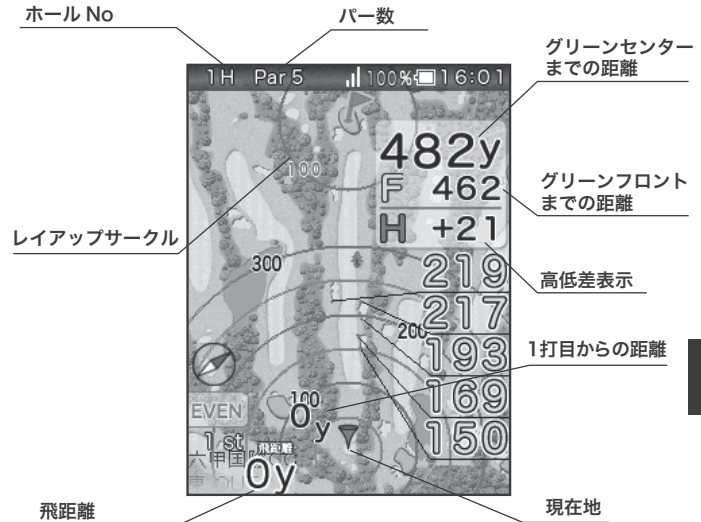 ホール No
パー数
グリーンセンター
までの距離
1H Par 5 100% 16:01
482y
グリーンフロント
までの距離
F 462
100
H +21
レイアップサークル
高低差表示
300
219
217
200
193
1打目からの距離
169
EVEN
100
0y
150
1st
飛距離
六甲国
0y
飛距離
現在地